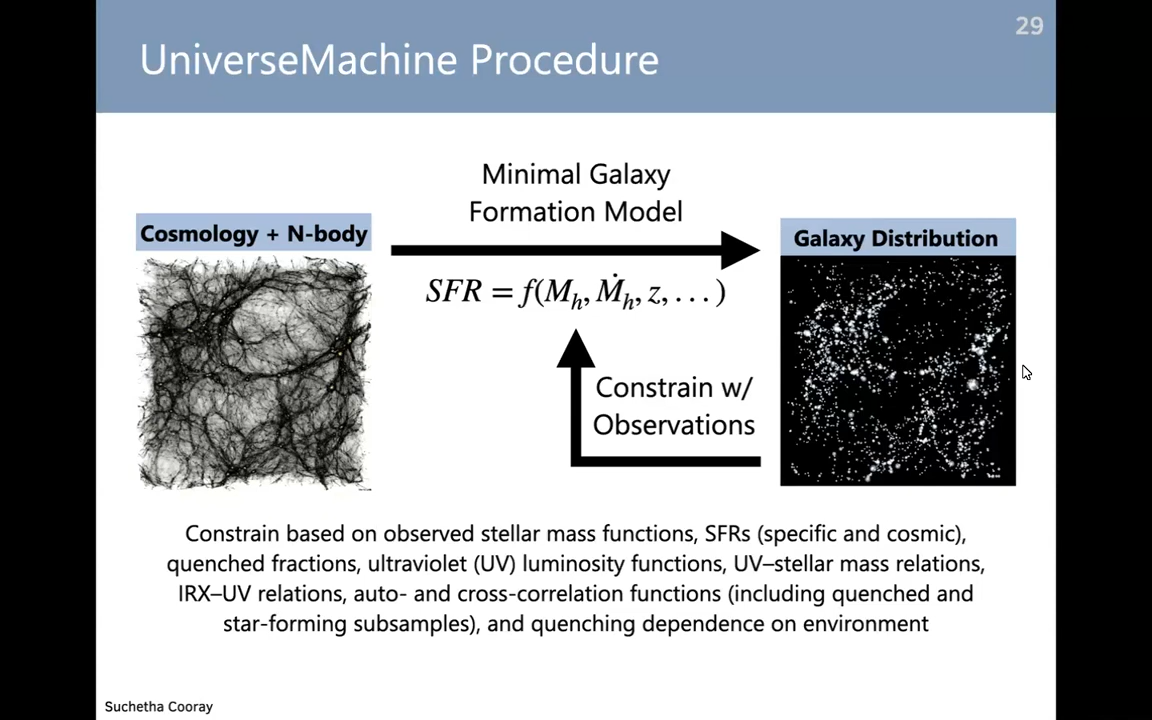 29
UniverseMachine Procedure
Minimal Galaxy
Formation Model
Cosmology + N-body
Galaxy Distribution
SFR = f(M_h, Ṁ_h, z, . . . )
Constrain w/
Observations
Constrain based on observed stellar mass functions, SFRs (specific and cosmic),
quenched fractions, ultraviolet (UV) luminosity functions, UV–stellar mass relations,
IRX–UV relations, auto- and cross-correlation functions (including quenched and
star-forming subsamples), and quenching dependence on environment
Suchetha Cooray